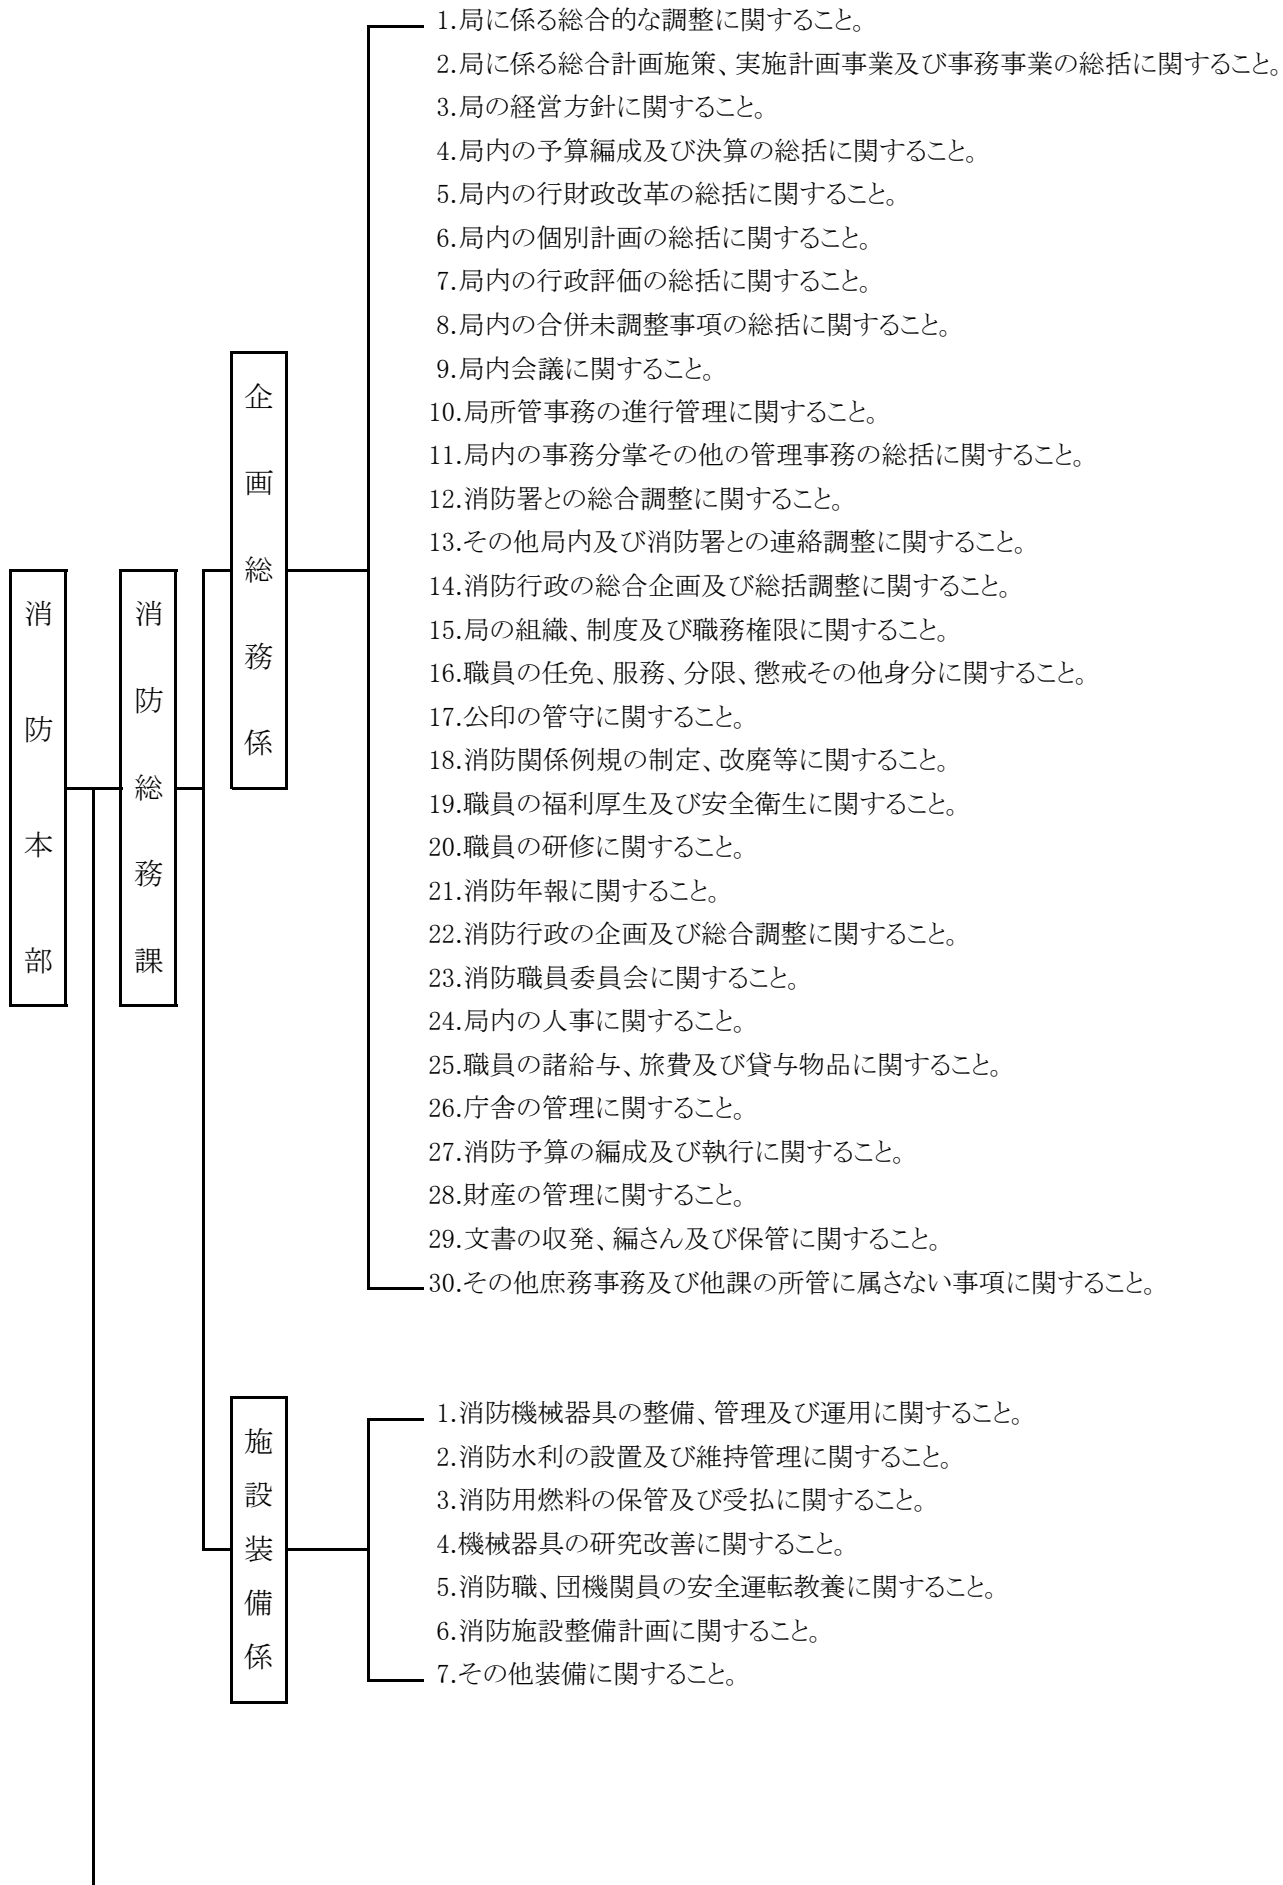 消防本部
消防総務課
企画総務係
1.局に係る総合的な調整に関すること。
2.局に係る総合計画施策、実施計画事業及び事務事業の総括に関すること。
3.局の経営方針に関すること。
4.局内の予算編成及び決算の総括に関すること。
5.局内の行財政改革の総括に関すること。
6.局内の個別計画の総括に関すること。
7.局内の行政評価の総括に関すること。
8.局内の合併未調整事項の総括に関すること。
9.局内会議に関すること。
10.局所管事務の進行管理に関すること。
11.局内の事務分掌その他の管理事務の総括に関すること。
12.消防署との総合調整に関すること。
13.その他局内及び消防署との連絡調整に関すること。
14.消防行政の総合企画及び総括調整に関すること。
15.局の組織、制度及び職務権限に関すること。
16.職員の任免、服務、分限、懲戒その他身分に関すること。
17.公印の管守に関すること。
18.消防関係例規の制定、改廃等に関すること。
19.職員の福利厚生及び安全衛生に関すること。
20.職員の研修に関すること。
21.消防年報に関すること。
22.消防行政の企画及び総合調整に関すること。
23.消防職員委員会に関すること。
24.局内の人事に関すること。
25.職員の諸給与、旅費及び貸与物品に関すること。
26.庁舎の管理に関すること。
27.消防予算の編成及び執行に関すること。
28.財産の管理に関すること。
29.文書の収発、編さん及び保管に関すること。
30.その他庶務事務及び他課の所管に属さない事項に関すること。
施設装備係
1.消防機械器具の整備、管理及び運用に関すること。
2.消防水利の設置及び維持管理に関すること。
3.消防用燃料の保管及び受払に関すること。
4.機械器具の研究改善に関すること。
5.消防職、団機関員の安全運転教養に関すること。
6.消防施設整備計画に関すること。
7.その他装備に関すること。